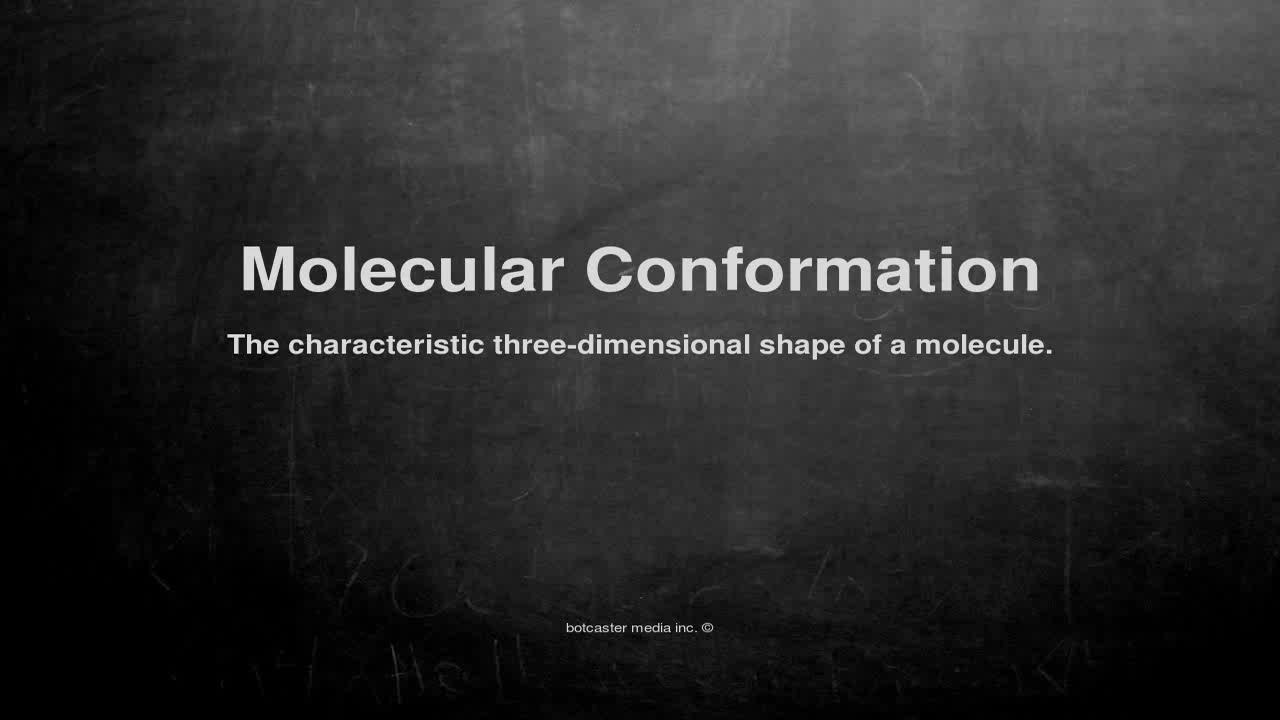 Molecular Conformation
The characteristic three-dimensional shape of a molecule.
botcaster media inc. ©